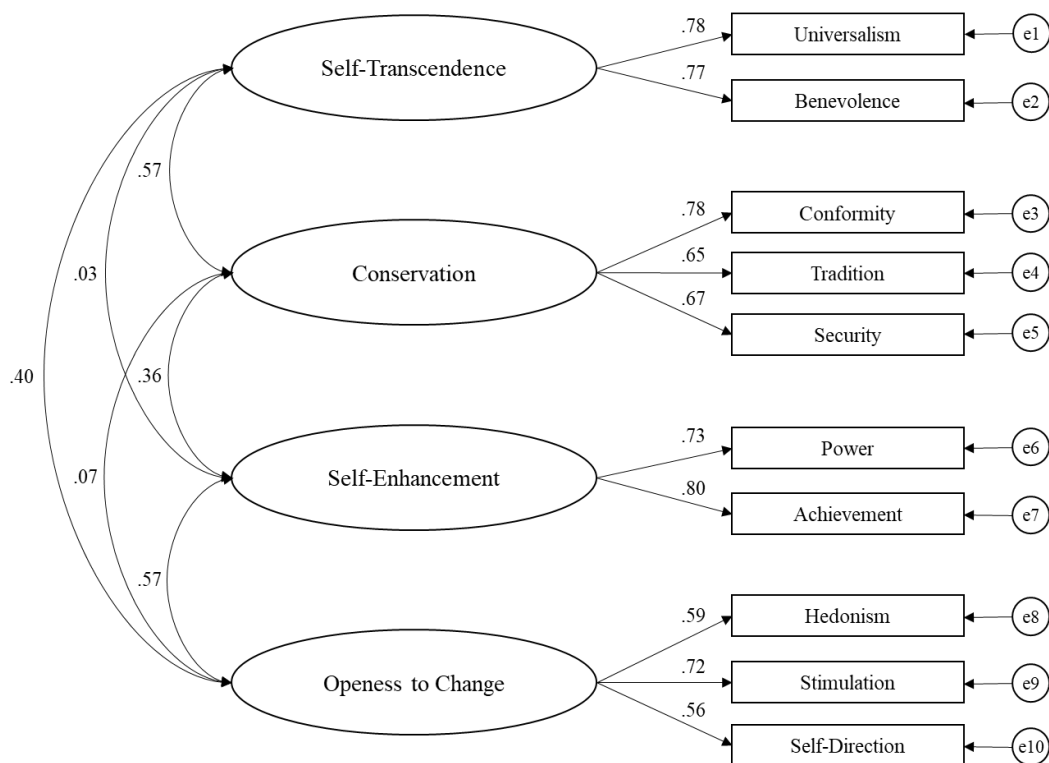 .78
Universalism
e1
Self-Transcendence
.77
Benevolence
e2
.57
.78
Conformity
e3
.65
Conservation
Tradition
e4
.03
.67
Security
e5
.40
.36
.73
Power
e6
.07
Self-Enhancement
.80
Achievement
e7
.57
.59
Hedonism
e8
.72
Openess to Change
Stimulation
e9
.56
Self-Direction
e10